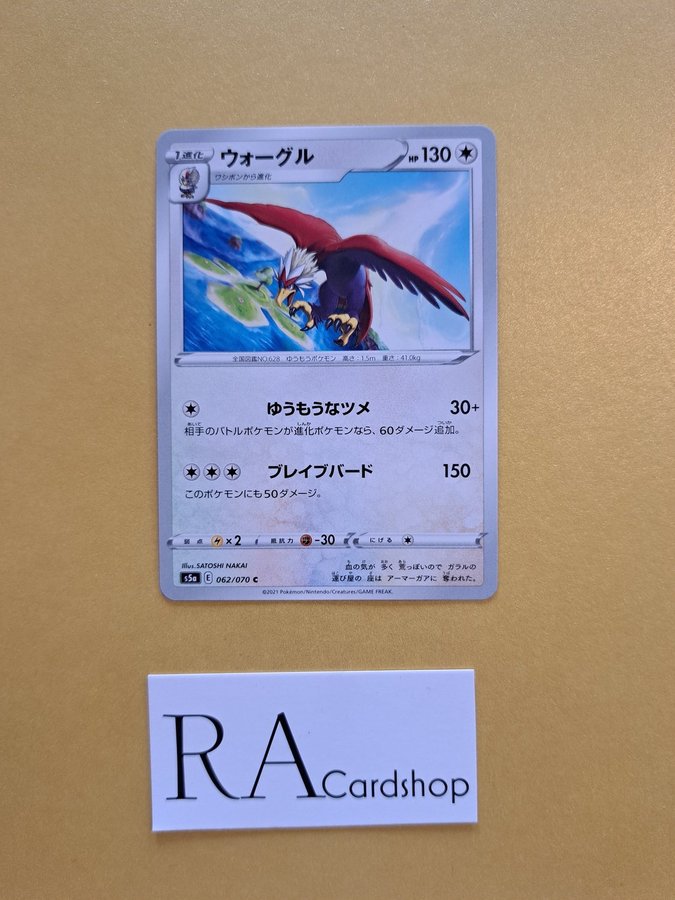 1進化 ウォーグル HP 130
ワシボンから進化
全国図鑑NO.628 ゆうもうポケモン 高さ:1.5m 重さ:41.0kg
ゆうもうなツメ 30+
相手のバトルポケモンが進化ポケモンなら、60ダメージ追加。
ブレイブバード 150
このポケモンにも50ダメージ。
弱点 ×2 抵抗力 -30 にげる
Illus. SATOSHI NAKAI
s5a E 062/070 C
血の気が 多く 荒っぽいので ガラルの
運び屋の 座は アーマーガアに 奪われた。
©2021 Pokémon/Nintendo/Creatures/GAME FREAK.
RA Cardshop